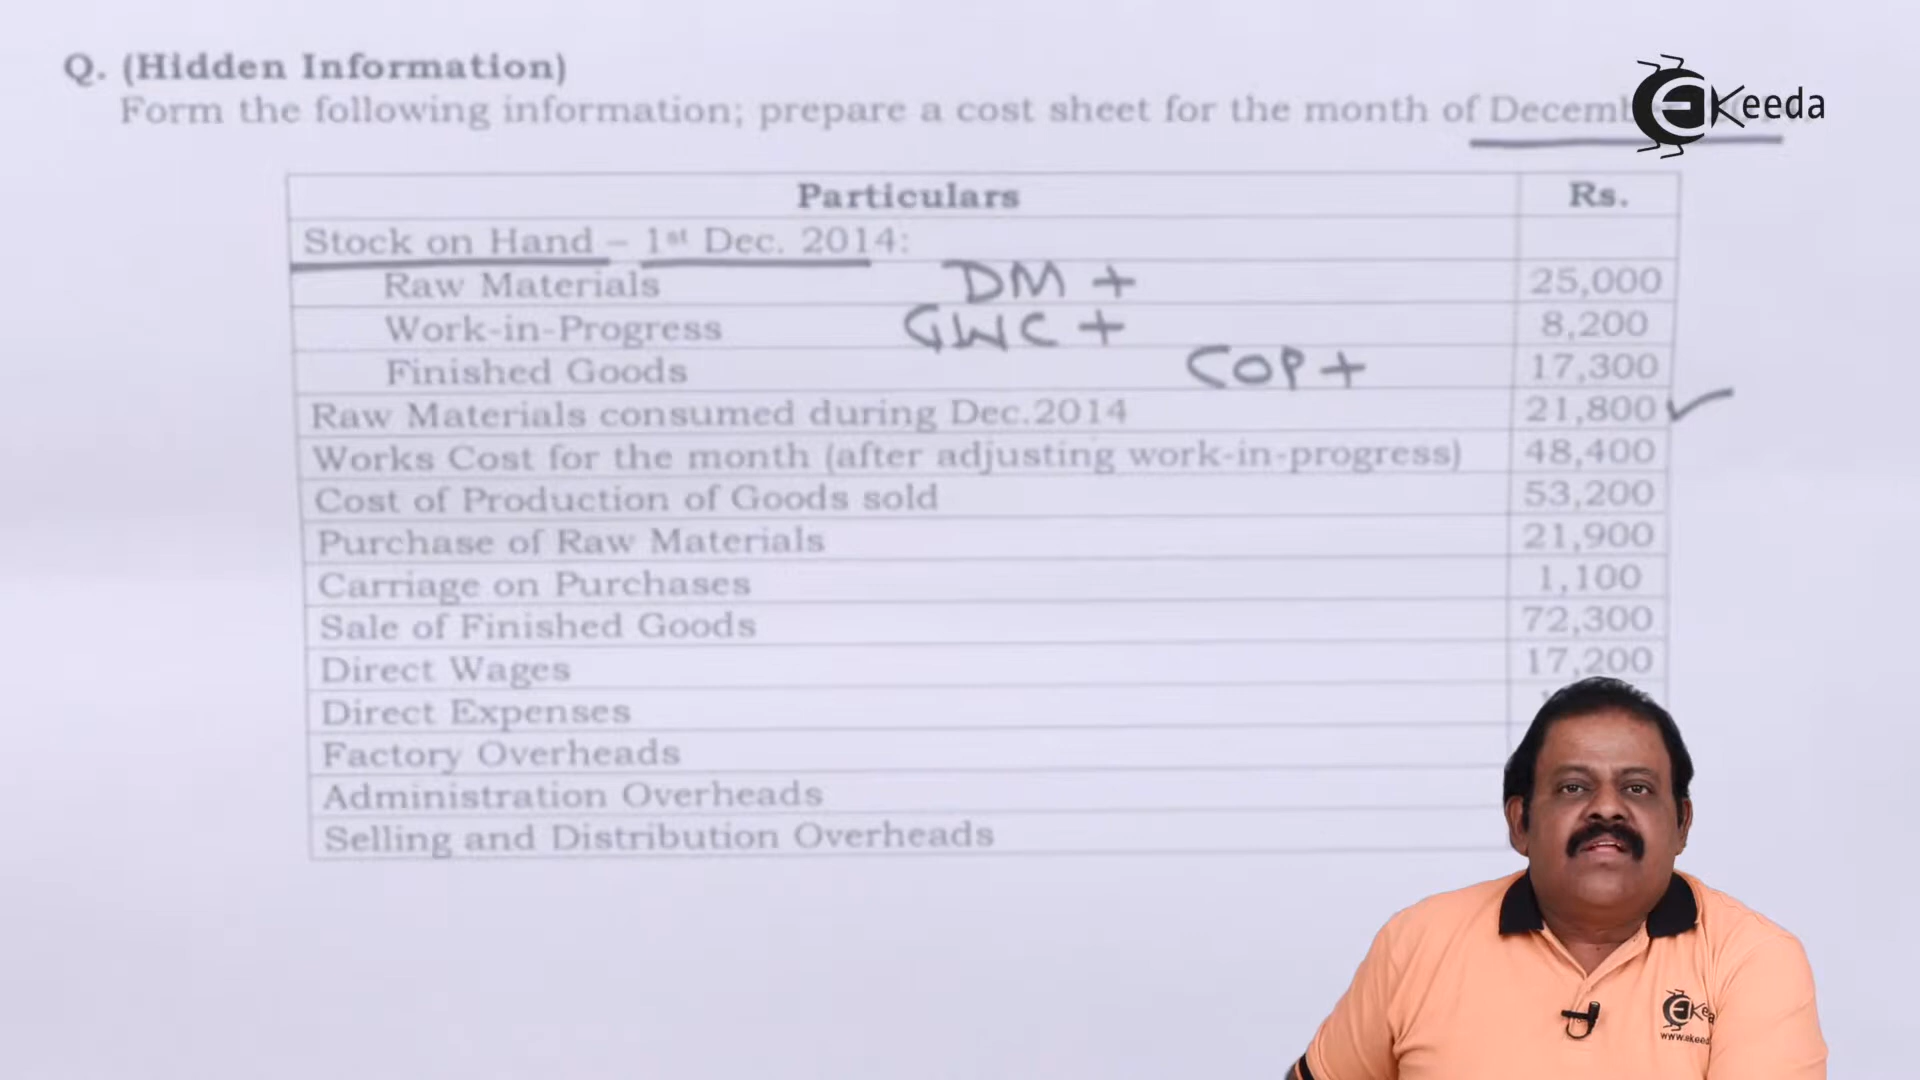 Q. (Hidden Information)
Form the following information; prepare a cost sheet for the month of
Keeda
Particulars Rs.
Stock on Hand – 1st Dec. 2014:
Raw Materials DM + 25,000
Work-in-Progress GWC + 8,200
Finished Goods COP + 17,300
Raw Materials consumed during Dec.2014 21,800 ✓
Works Cost for the month (after adjusting work-in-progress) 48,400
Cost of Production of Goods sold 53,200
Purchase of Raw Materials 21,900
Carriage on Purchases 1,100
Sale of Finished Goods 72,300
Direct Wages 17,200
Direct Expenses
Factory Overheads
Administration Overheads
Selling and Distribution Overheads